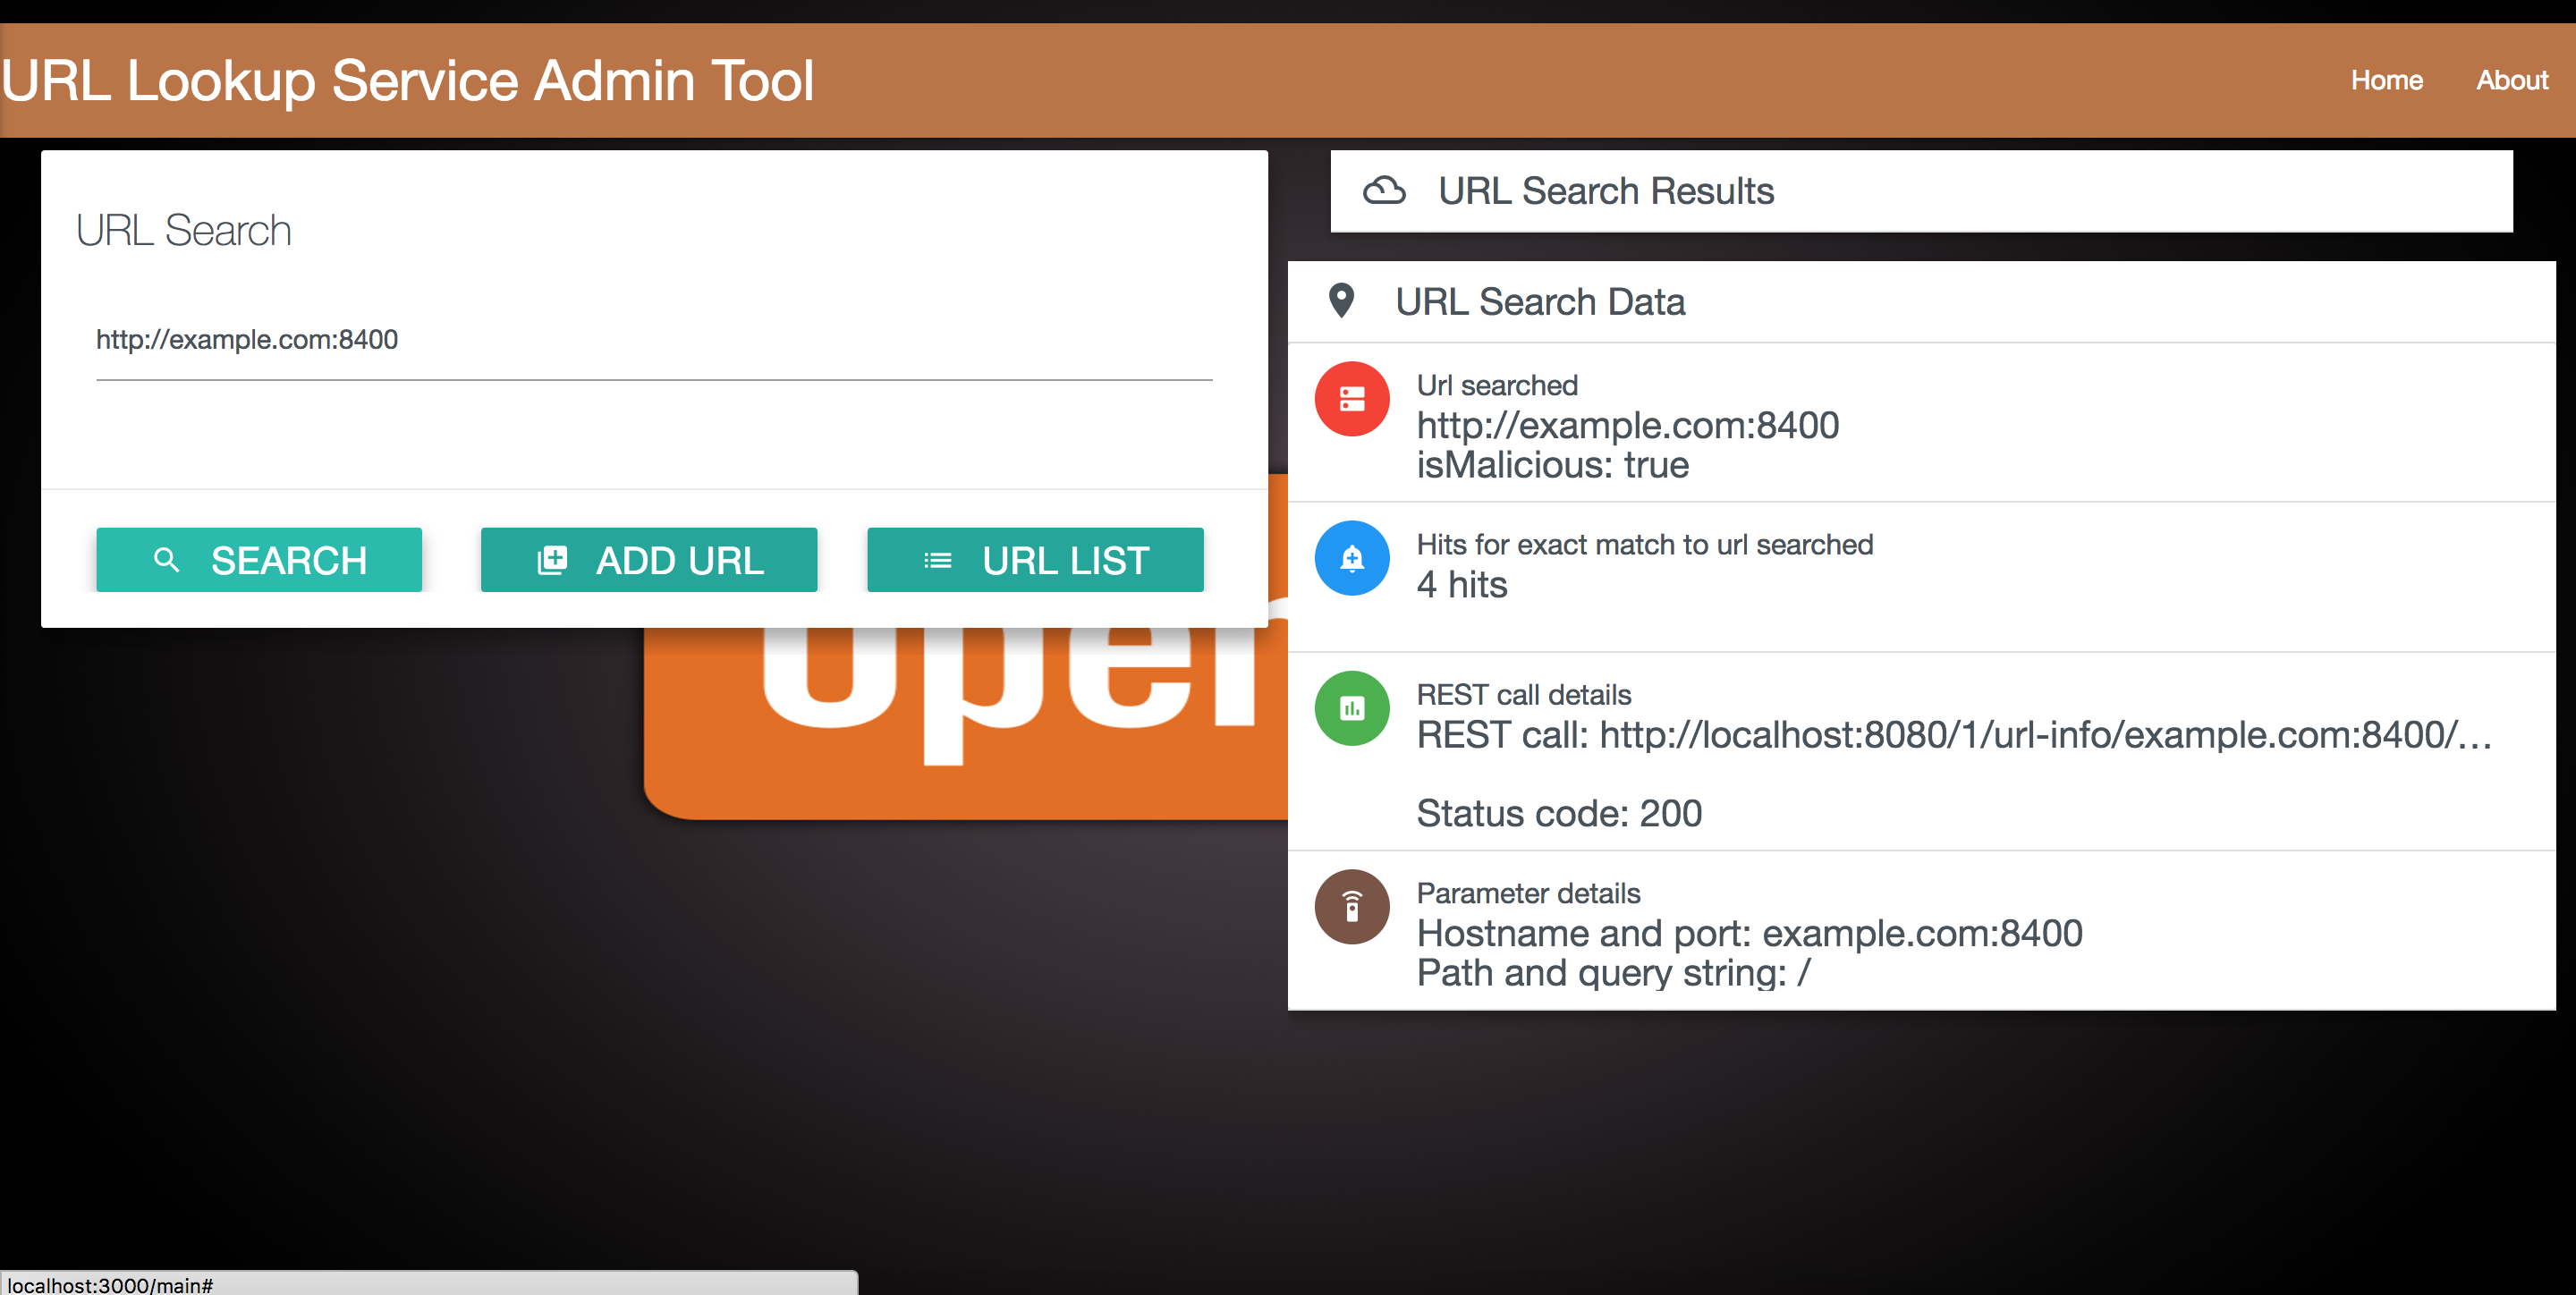 URL Lookup Service Admin Tool
Home
About
URL Search
http://example.com:8400
SEARCH
ADD URL
URL LIST
URL Search Results
URL Search Data
Url searched
http://example.com:8400
isMalicious: true
Hits for exact match to url searched
4 hits
REST call details
REST call: http://localhost:8080/1/url-info/example.com:8400/...
Status code: 200
Parameter details
Hostname and port: example.com:8400
Path and query string: /
localhost:3000/main#